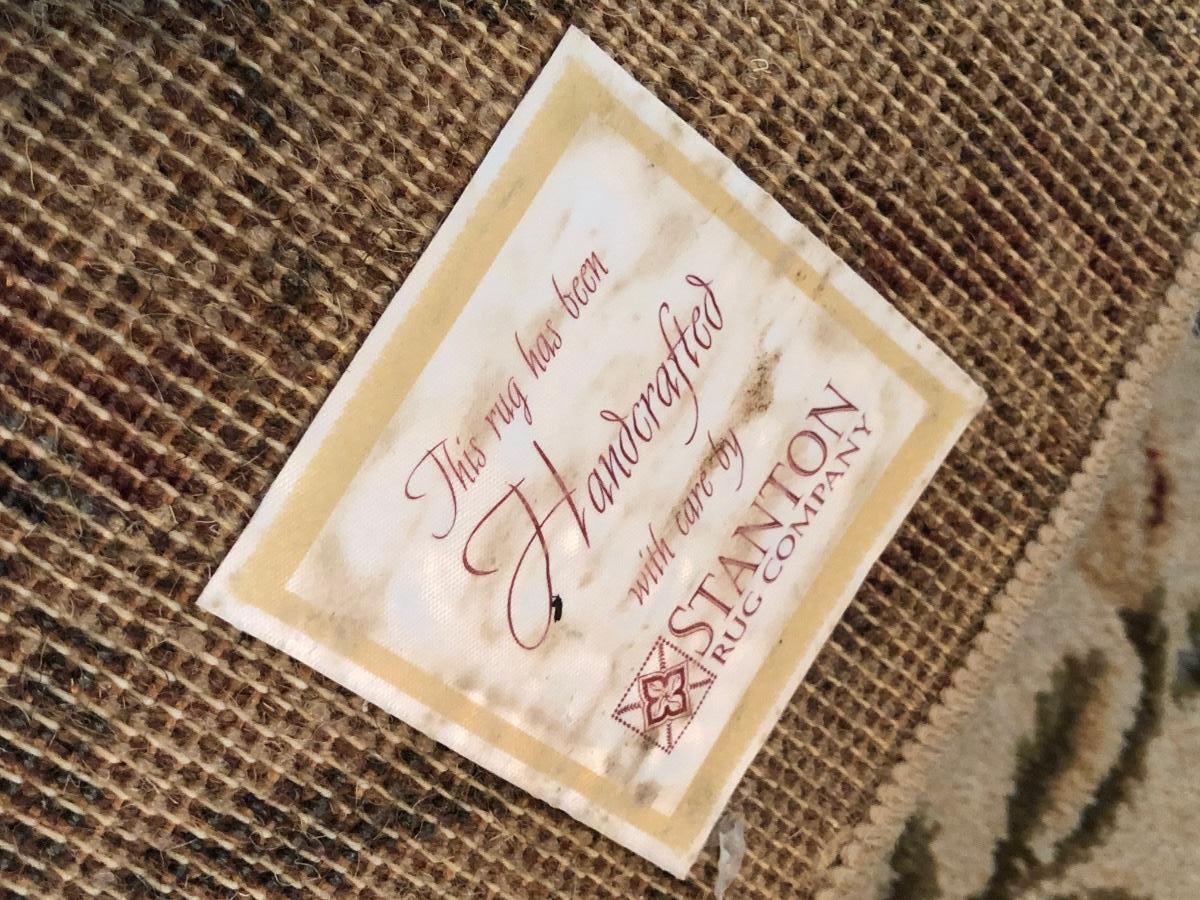 This rug has been
Handcrafted
with care by
STANTON
RUG COMPANY